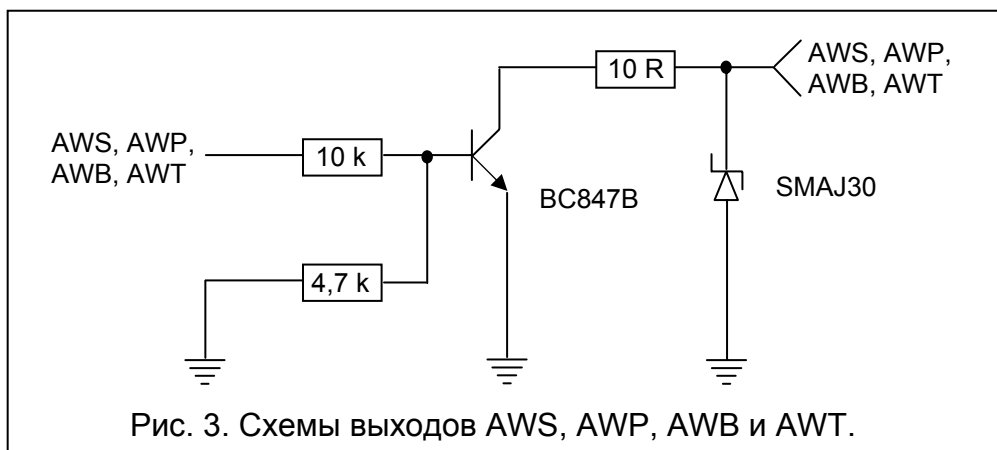 10 R
AWS, AWP,
AWB, AWT
AWS, AWP,
AWB, AWT
10 k
BC847B
SMAJ30
4,7 k
Рис. 3. Схемы выходов AWS, AWP, AWB и AWT.